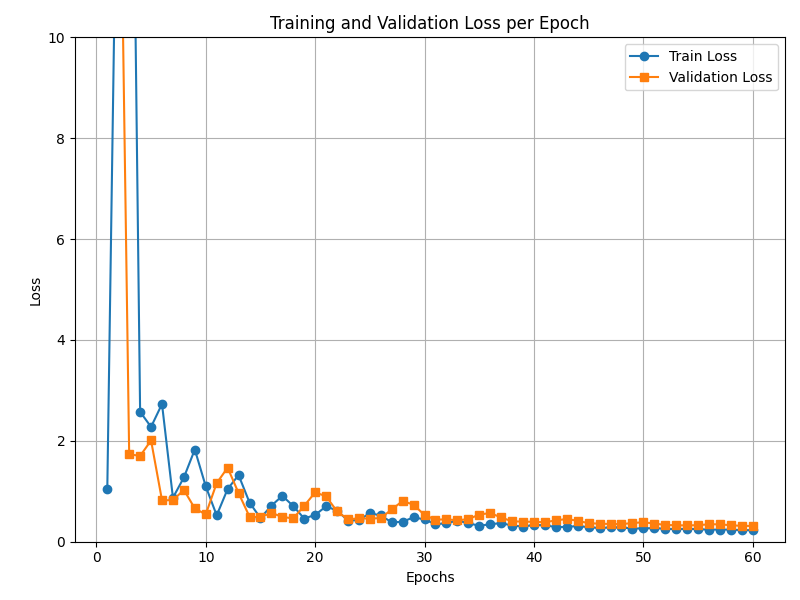 Training and Validation Loss per Epoch
Train Loss
Validation Loss
Loss
10
8
6
4
2
0
0 10 20 30 40 50 60
Epochs